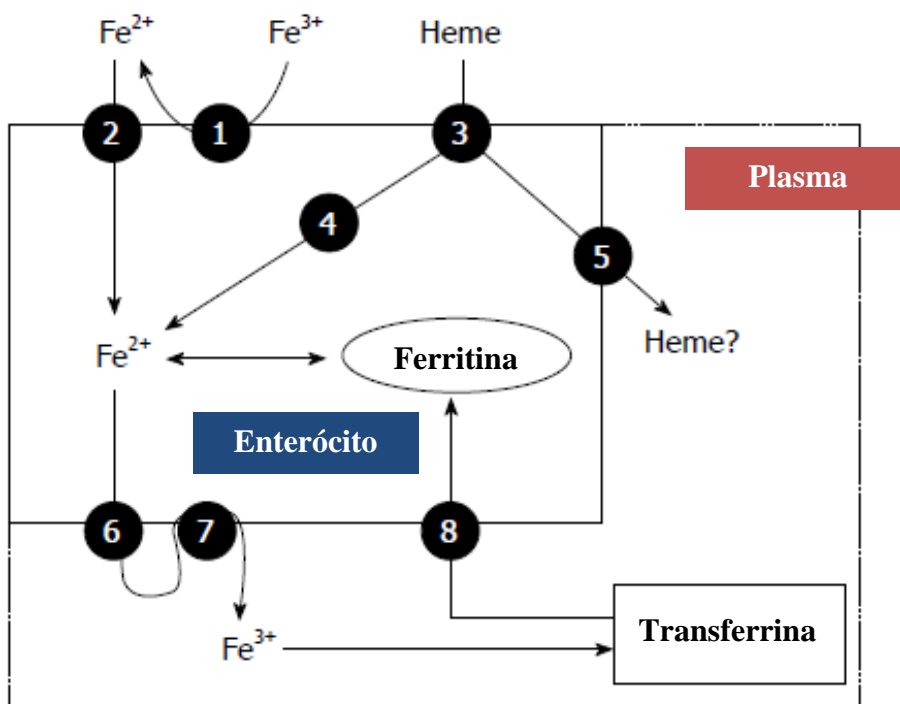 Fe²⁺ Fe³⁺ Heme
2 1 3
Plasma
4
5
Fe²⁺ Ferritina Heme?
Enterócito
6 7 8
Transferrina
Fe³⁺